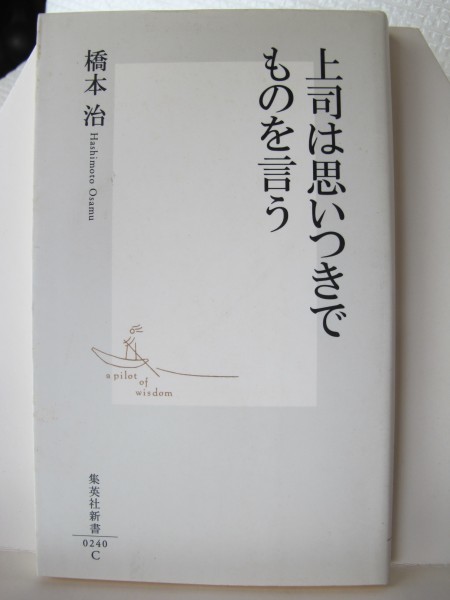 上司は思いつきで
ものを言う
橋本 治
Hashimoto Osamu
a pilot
of
wisdom
集英社新書
0240
C